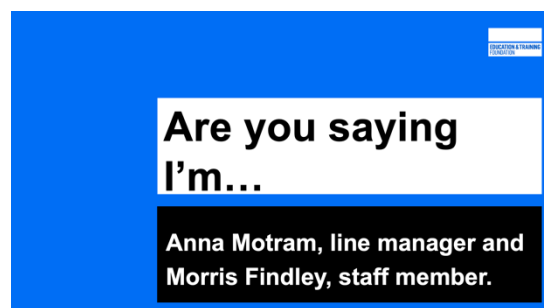 EDUCATION & TRAINING
FOUNDATION
Are you saying
I’m…
Anna Motram, line manager and
Morris Findley, staff member.